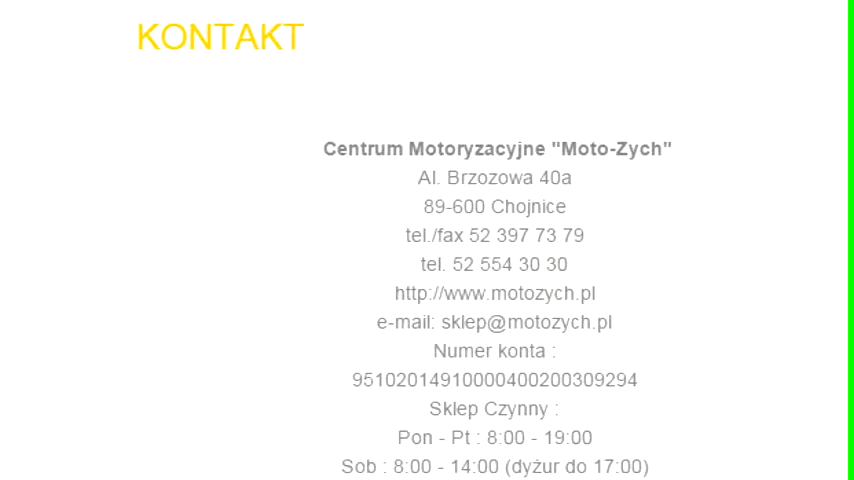 KONTAKT
Centrum Motoryzacyjne "Moto-Zych"
Al. Brzozowa 40a
89-600 Chojnice
tel./fax 52 397 73 79
tel. 52 554 30 30
http://www.motozych.pl
e-mail: sklep@motozych.pl
Numer konta :
95102014910000400200309294
Sklep Czynny :
Pon - Pt : 8:00 - 19:00
Sob : 8:00 - 14:00 (dyżur do 17:00)